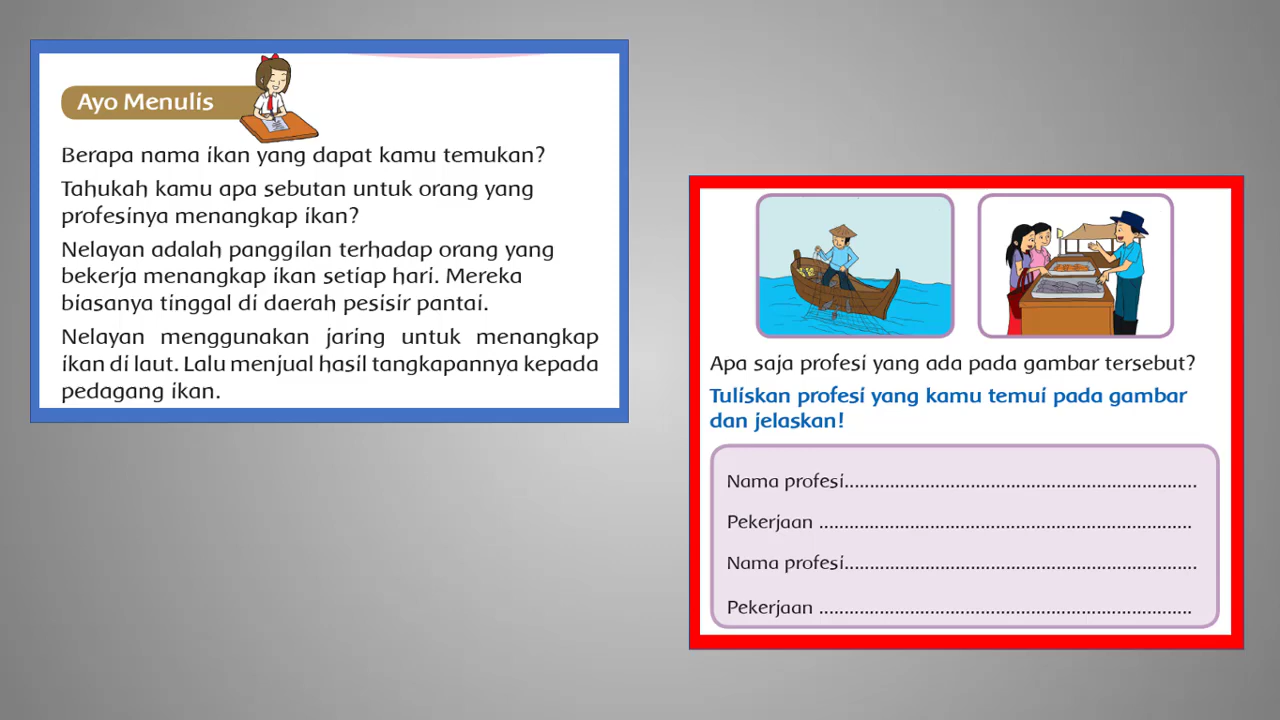 Ayo Menulis
Berapa nama ikan yang dapat kamu temukan?
Tahukah kamu apa sebutan untuk orang yang
profesinya menangkap ikan?
Nelayan adalah panggilan terhadap orang yang
bekerja menangkap ikan setiap hari. Mereka
biasanya tinggal di daerah pesisir pantai.
Nelayan menggunakan jaring untuk menangkap
ikan di laut. Lalu menjual hasil tangkapannya kepada
pedagang ikan.
Apa saja profesi yang ada pada gambar tersebut?
Tuliskan profesi yang kamu temui pada gambar
dan jelaskan!
Nama profesi........................................................
Pekerjaan ...........................................................
Nama profesi........................................................
Pekerjaan ...........................................................